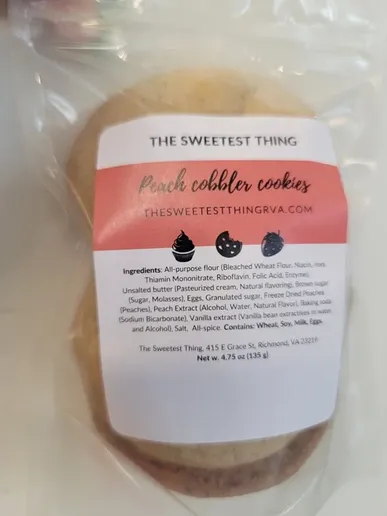 THE SWEETEST THING
Peach cobbler cookies
THESWEETESTTHINGRVA.COM
Ingredients: All-purpose flour (Bleached Wheat Flour, Niacin, Iron,
Thiamin Mononitrate, Riboflavin, Folic Acid, Enzyme),
Unsalted butter (Pasteurized cream, Natural flavoring), Brown sugar
(Sugar, Molasses), Eggs, Granulated sugar, Freeze Dried Peaches
(Peaches), Peach Extract (Alcohol, Water, Natural Flavor), Baking soda
(Sodium Bicarbonate), Vanilla extract (Vanilla bean extractives in water,
and Alcohol), Salt, All-spice. Contains: Wheat, Soy, Milk, Eggs.
The Sweetest Thing, 415 E Grace St, Richmond, VA 23219
Net w. 4.75 oz (135 g)